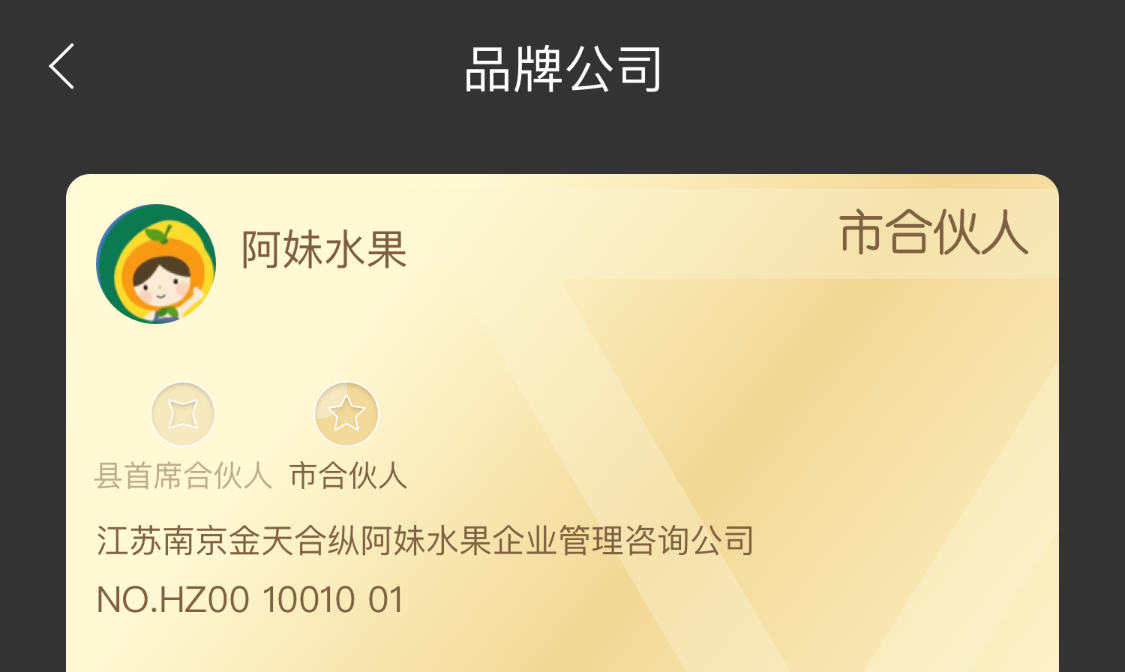 品牌公司
阿妹水果
市合伙人
县首席合伙人 市合伙人
江苏南京金天合纵阿妹水果企业管理咨询公司
NO.HZ00 10010 01